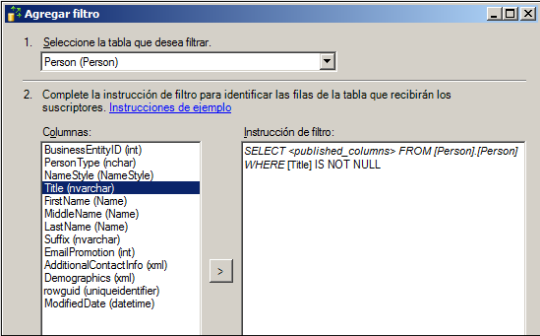 Agregar filtro
1. Seleccione la tabla que desea filtrar.
Person (Person)
2. Complete la instrucción de filtro para identificar las filas de la tabla que recibirán los
suscriptores. Instrucciones de ejemplo
Columnas:
BusinessEntityID (int)
PersonType (nchar)
NameStyle (NameStyle)
Title (nvarchar)
FirstName (Name)
MiddleName (Name)
LastName (Name)
Suffix (nvarchar)
EmailPromotion (int)
AdditionalContactInfo (xml)
Demographics (xml)
rowguid (uniqueidentifier)
ModifiedDate (datetime)
>
Instrucción de filtro:
SELECT <published_columns> FROM [Person].[Person]
WHERE [Title] IS NOT NULL